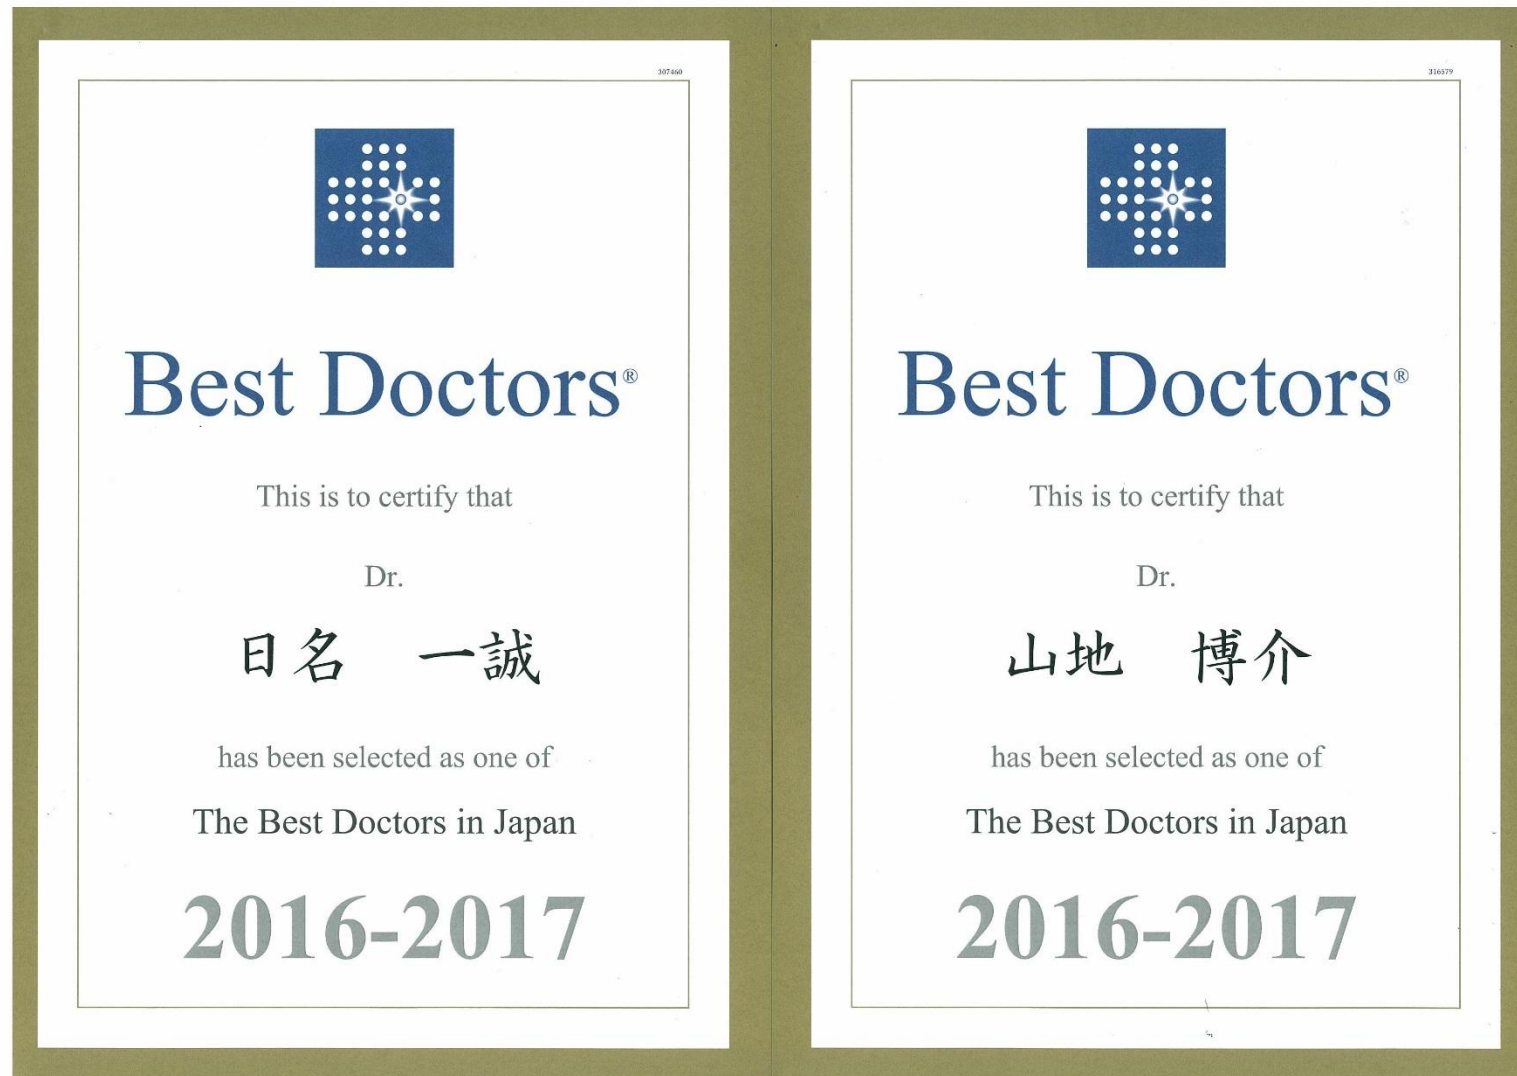 307460
Best Doctors®
This is to certify that
Dr.
日名　一誠
has been selected as one of
The Best Doctors in Japan
2016-2017
316579
Best Doctors®
This is to certify that
Dr.
山地　博介
has been selected as one of
The Best Doctors in Japan
2016-2017